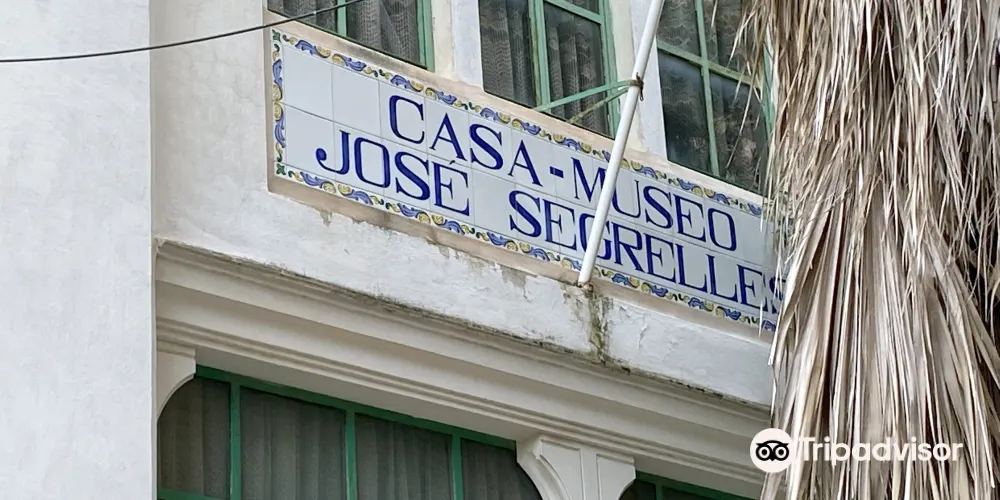 CASA-MUSEO
JOSÉ SEGRELLES
Tripadvisor